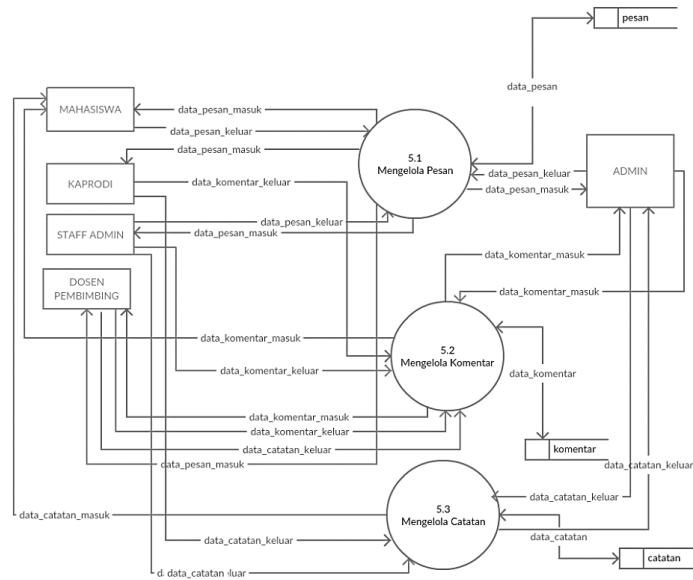 pesan
data_pesan
MAHASISWA
data_pesan_masuk
data_pesan_keluar
data_pesan_masuk
5.1
Mengelola Pesan
data_pesan_keluar
data_pesan_masuk
ADMIN
KAPRODI
data_komentar_keluar
STAFF ADMIN
data_pesan_keluar
data_pesan_masuk
data_komentar_masuk
DOSEN
PEMBIMBING
data_komentar_masuk
data_komentar_masuk
5.2
Mengelola Komentar
data_komentar_keluar
data_komentar
data_komentar_masuk
data_komentar_keluar
data_catatan_keluar
komentar
data_pesan_masuk
data_catatan_keluar
data_catatan_keluar
5.3
Mengelola Catatan
data_catatan_masuk
data_catatan
data_catatan_keluar
catatan
data_catatan